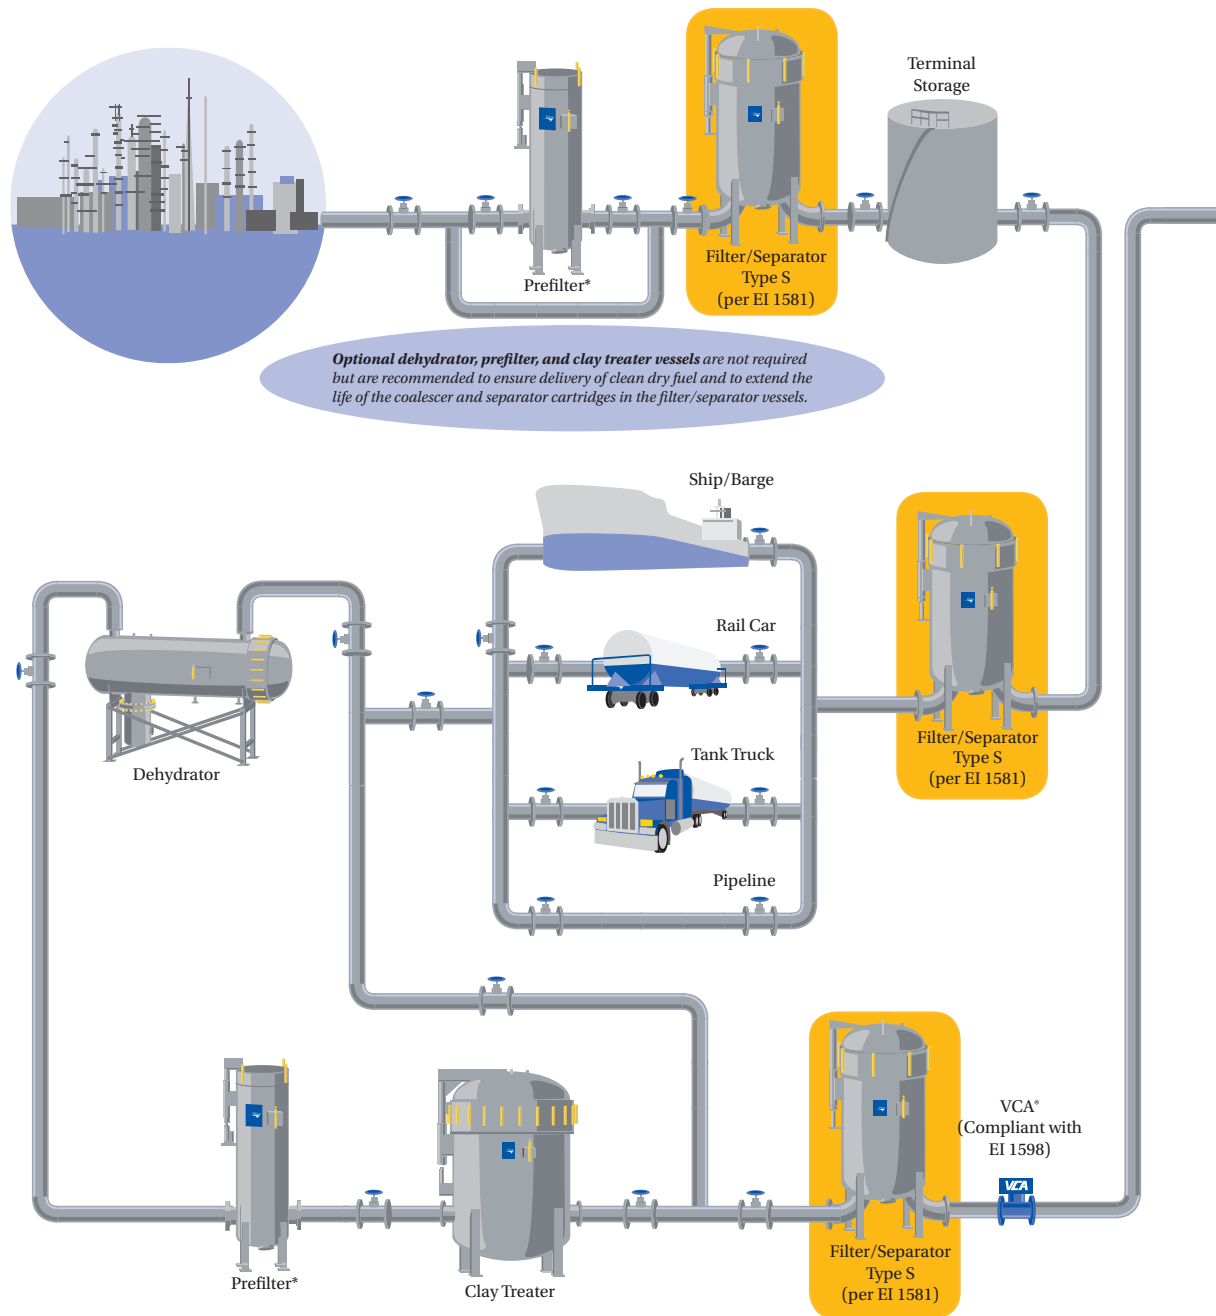 Terminal
Storage
Prefilter*
Filter/Separator
Type S
(per EI 1581)
Optional dehydrator, prefilter, and clay treater vessels are not required
but are recommended to ensure delivery of clean dry fuel and to extend the
life of the coalescer and separator cartridges in the filter/separator vessels.
Ship/Barge
Rail Car
Filter/Separator
Type S
(per EI 1581)
Tank Truck
Dehydrator
Pipeline
VCA®
(Compliant with
EI 1598)
VCA
Filter/Separator
Type S
(per EI 1581)
Prefilter*
Clay Treater